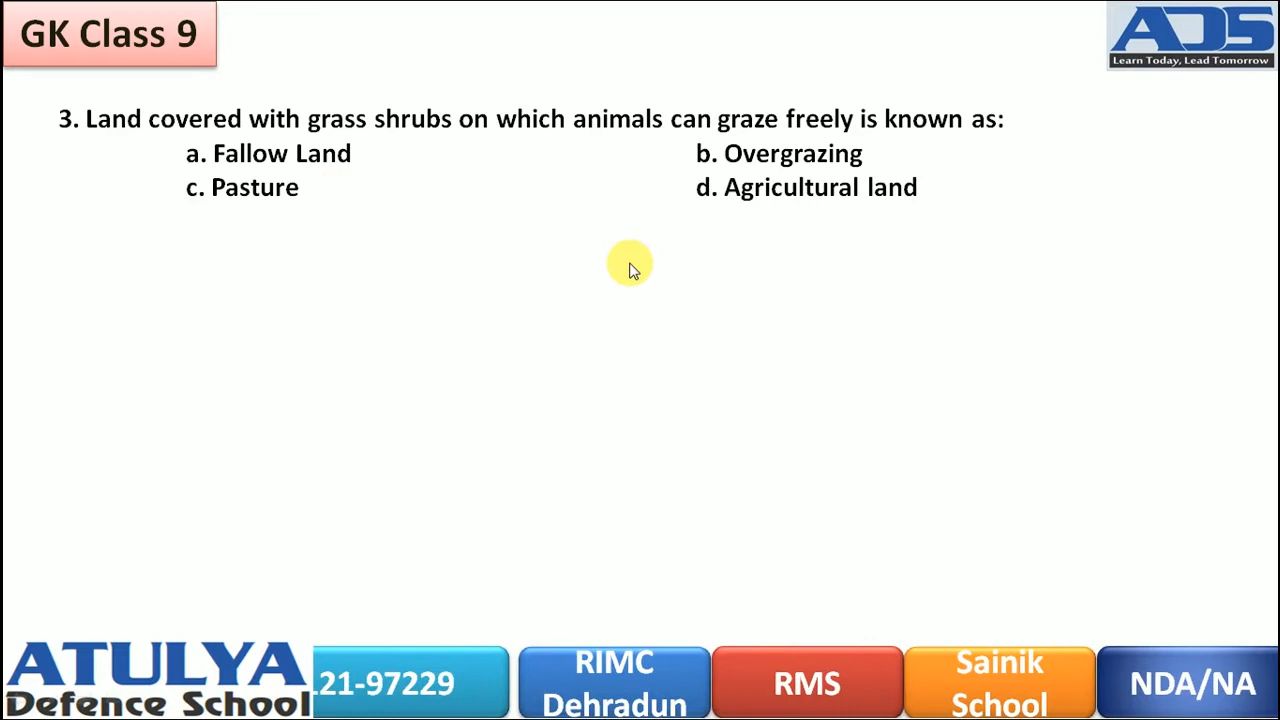 GK Class 9
ADS
Learn Today, Lead Tomorrow
3. Land covered with grass shrubs on which animals can graze freely is known as:
a. Fallow Land b. Overgrazing
c. Pasture d. Agricultural land
ATULYA
Defence School
21-97229
RIMC
Dehradun
RMS
Sainik
School
NDA/NA